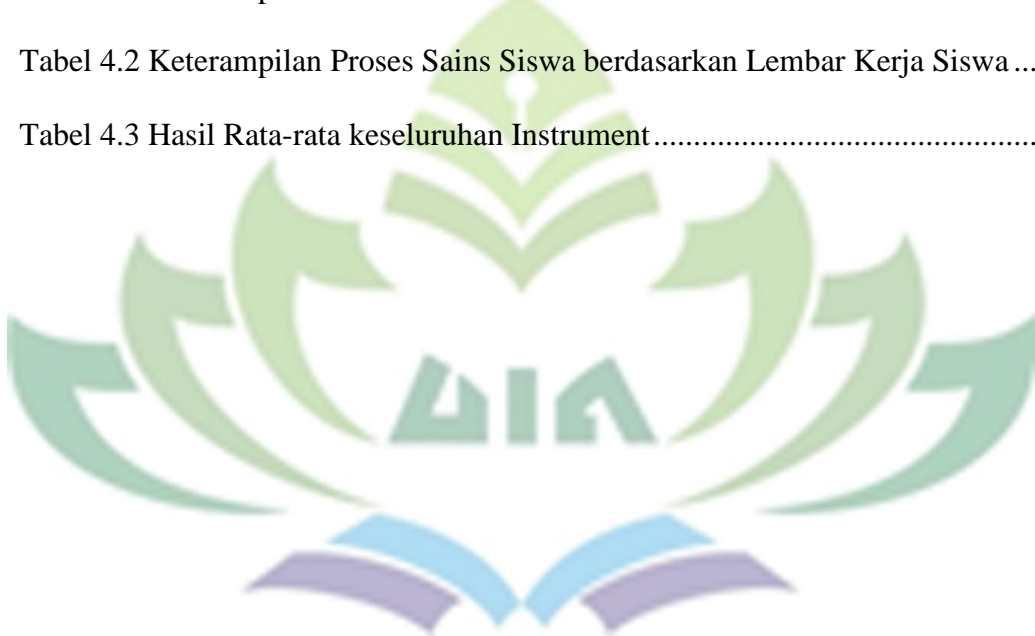 Tabel 4.2 Keterampilan Proses Sains Siswa berdasarkan Lembar Kerja Siswa ...
Tabel 4.3 Hasil Rata-rata keseluruhan Instrument................................................
UIN